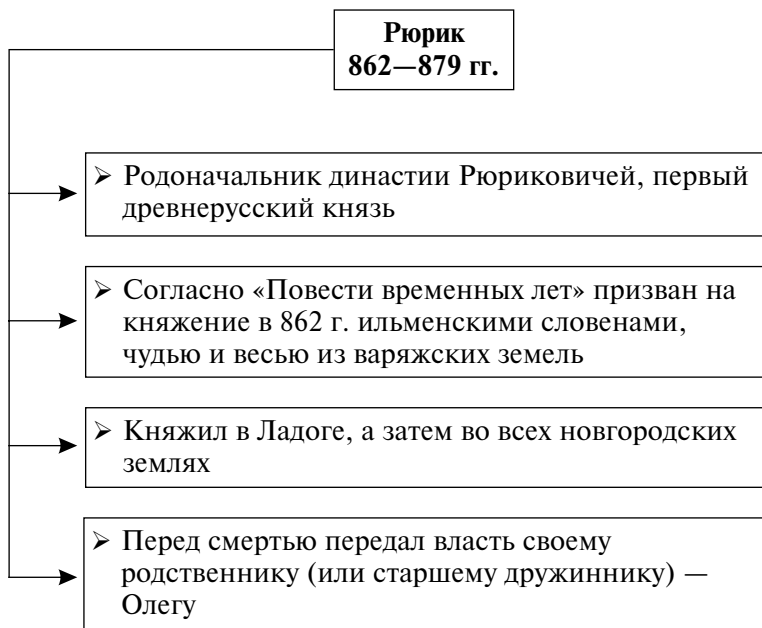 Рюрик
862—879 гг.
➢ Родоначальник династии Рюриковичей, первый
древнерусский князь
➢ Согласно «Повести временных лет» призван на
княжение в 862 г. ильменскими словенами,
чудью и весью из варяжских земель
➢ Княжил в Ладоге, а затем во всех новгородских
землях
➢ Перед смертью передал власть своему
родственнику (или старшему дружиннику) —
Олегу